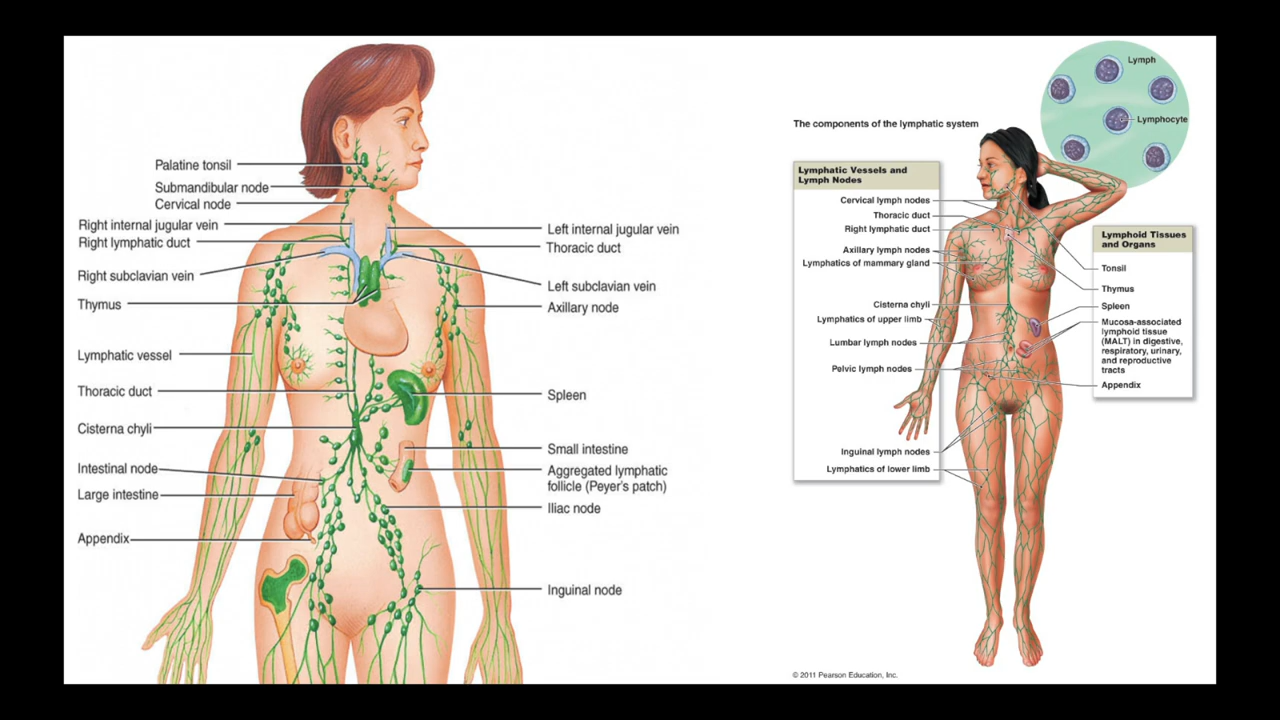 Palatine tonsil
Submandibular node
Cervical node
Right internal jugular vein
Right lymphatic duct
Right subclavian vein
Thymus
Lymphatic vessel
Thoracic duct
Cisterna chyli
Intestinal node
Large intestine
Appendix
Left internal jugular vein
Thoracic duct
Left subclavian vein
Axillary node
Spleen
Small intestine
Aggregated lymphatic
follicle (Peyer's patch)
Iliac node
Inguinal node
The components of the lymphatic system
Lymph
Lymphocyte
Lymphatic Vessels and
Lymph Nodes
Cervical lymph nodes
Thoracic duct
Right lymphatic duct
Axillary lymph nodes
Lymphatics of mammary gland
Cisterna chyli
Lymphatics of upper limb
Lumbar lymph nodes
Pelvic lymph nodes
Inguinal lymph nodes
Lymphatics of lower limb
Lymphoid Tissues
and Organs
Tonsil
Thymus
Spleen
Mucosa-associated
lymphoid tissue
(MALT) in digestive,
respiratory, urinary,
and reproductive
tracts
Appendix
© 2011 Pearson Education, Inc.